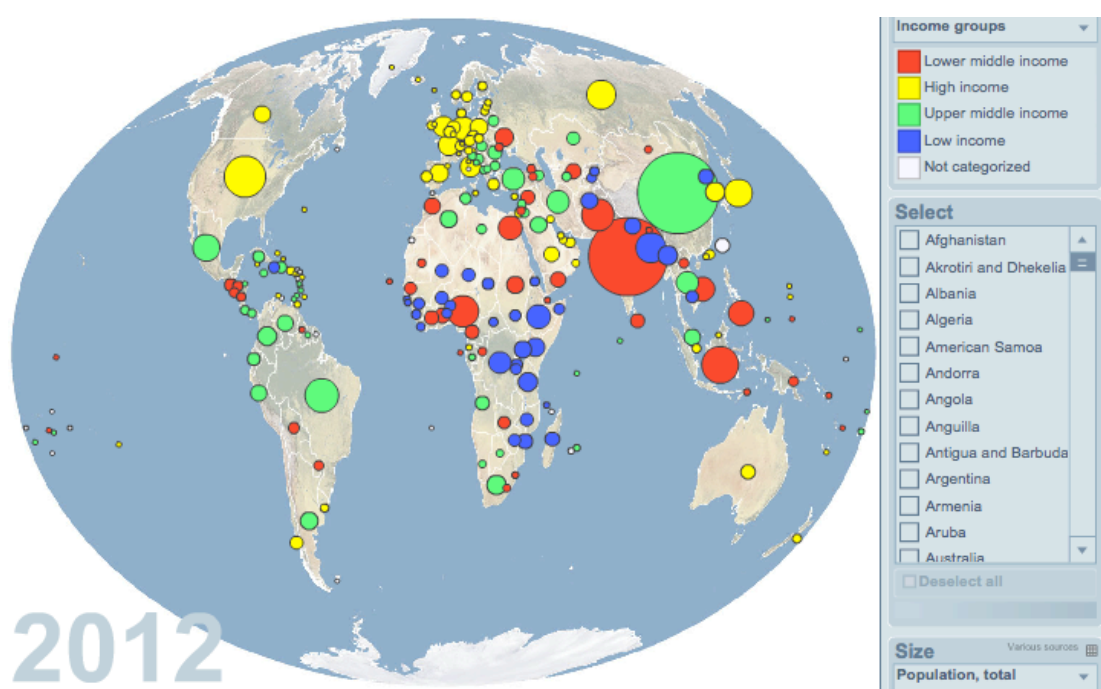 Income groups
Lower middle income
High income
Upper middle income
Low income
Not categorized
Select
Afghanistan
Akrotiri and Dhekelia
Albania
Algeria
American Samoa
Andorra
Angola
Anguilla
Antigua and Barbuda
Argentina
Armenia
Aruba
Australia
Deselect all
2012
Size Various sources
Population, total